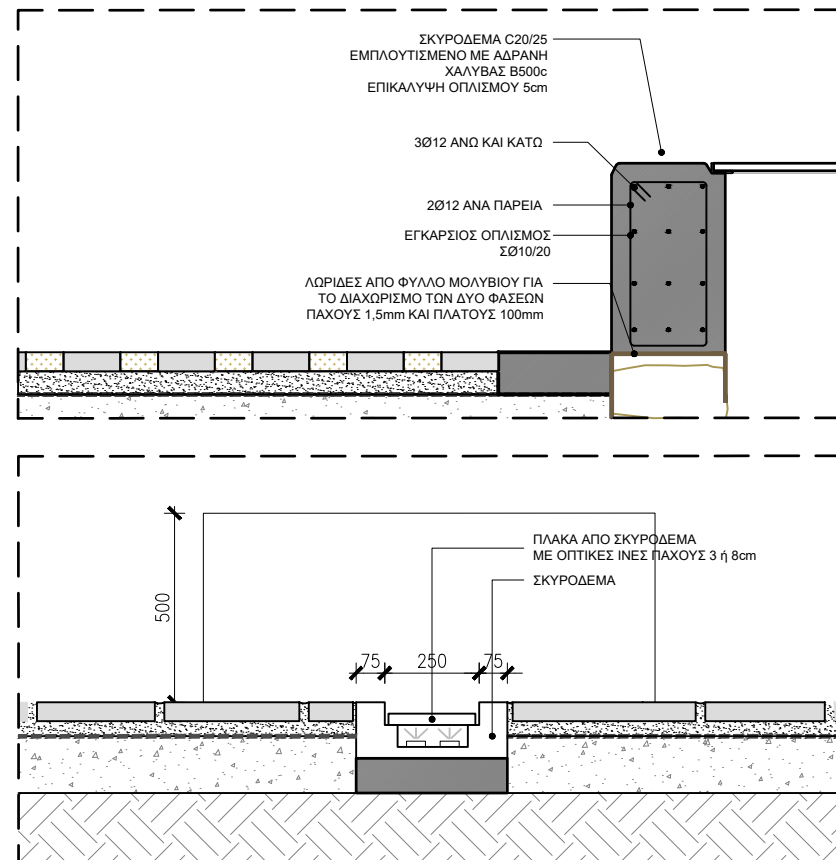 ΣΚΥΡΟΔΕΜΑ C20/25
ΕΜΠΛΟΥΤΙΣΜΕΝΟ ΜΕ ΑΔΡΑΝΗ
ΧΑΛΥΒΑΣ B500c
ΕΠΙΚΑΛΥΨΗ ΟΠΛΙΣΜΟΥ 5cm
3Ø12 ΑΝΩ ΚΑΙ ΚΑΤΩ
2Ø12 ΑΝΑ ΠΑΡΕΙΑ
ΕΓΚΑΡΣΙΟΣ ΟΠΛΙΣΜΟΣ
ΣØ10/20
ΛΩΡΙΔΕΣ ΑΠΟ ΦΥΛΛΟ ΜΟΛΥΒΙΟΥ ΓΙΑ
ΤΟ ΔΙΑΧΩΡΙΣΜΟ ΤΩΝ ΔΥΟ ΦΑΣΕΩΝ
ΠΑΧΟΥΣ 1,5mm ΚΑΙ ΠΛΑΤΟΥΣ 100mm
ΠΛΑΚΑ ΑΠΟ ΣΚΥΡΟΔΕΜΑ
ΜΕ ΟΠΤΙΚΕΣ ΙΝΕΣ ΠΑΧΟΥΣ 3 ή 8cm
ΣΚΥΡΟΔΕΜΑ
500
75 250 75